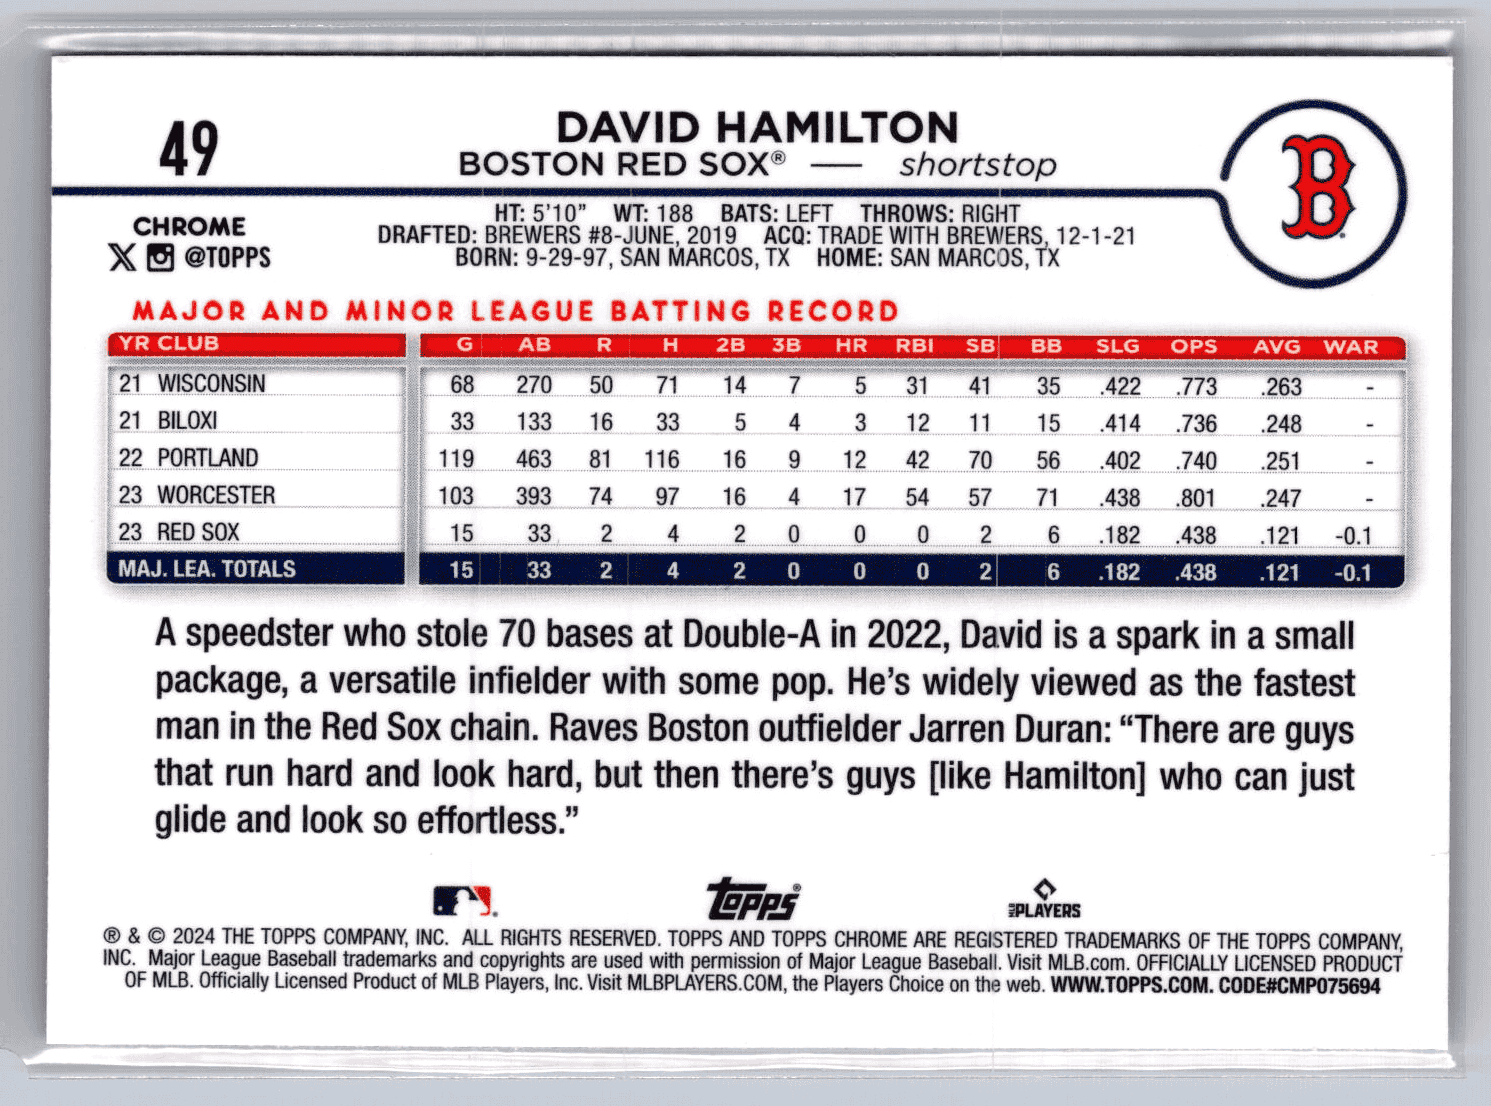 49
DAVID HAMILTON
BOSTON RED SOX® — shortstop
B
CHROME
@TOPPS
HT: 5'10" WT: 188 BATS: LEFT THROWS: RIGHT
DRAFTED: BREWERS #8-JUNE, 2019 ACQ: TRADE WITH BREWERS, 12-1-21
BORN: 9-29-97, SAN MARCOS, TX HOME: SAN MARCOS, TX
MAJOR AND MINOR LEAGUE BATTING RECORD
YR CLUB G AB R H 2B 3B HR RBI SB BB SLG OPS AVG WAR
21 WISCONSIN 68 270 50 71 14 7 5 31 41 35 .422 .773 .263 -
21 BILOXI 33 133 16 33 5 4 3 12 11 15 .414 .736 .248 -
22 PORTLAND 119 463 81 116 16 9 12 42 70 56 .402 .740 .251 -
23 WORCESTER 103 393 74 97 16 4 17 54 57 71 .438 .801 .247 -
23 RED SOX 15 33 2 4 2 0 0 0 2 6 .182 .438 .121 -0.1
MAJ. LEA. TOTALS 15 33 2 4 2 0 0 0 2 6 .182 .438 .121 -0.1
A speedster who stole 70 bases at Double-A in 2022, David is a spark in a small
package, a versatile infielder with some pop. He's widely viewed as the fastest
man in the Red Sox chain. Raves Boston outfielder Jarren Duran: “There are guys
that run hard and look hard, but then there's guys [like Hamilton] who can just
glide and look so effortless.”
Topps®
MLB PLAYERS
® & © 2024 THE TOPPS COMPANY, INC. ALL RIGHTS RESERVED. TOPPS AND TOPPS CHROME ARE REGISTERED TRADEMARKS OF THE TOPPS COMPANY,
INC. Major League Baseball trademarks and copyrights are used with permission of Major League Baseball. Visit MLB.com. OFFICIALLY LICENSED PRODUCT
OF MLB. Officially Licensed Product of MLB Players, Inc. Visit MLBPLAYERS.COM, the Players Choice on the web. WWW.TOPPS.COM. CODE#CMP075694